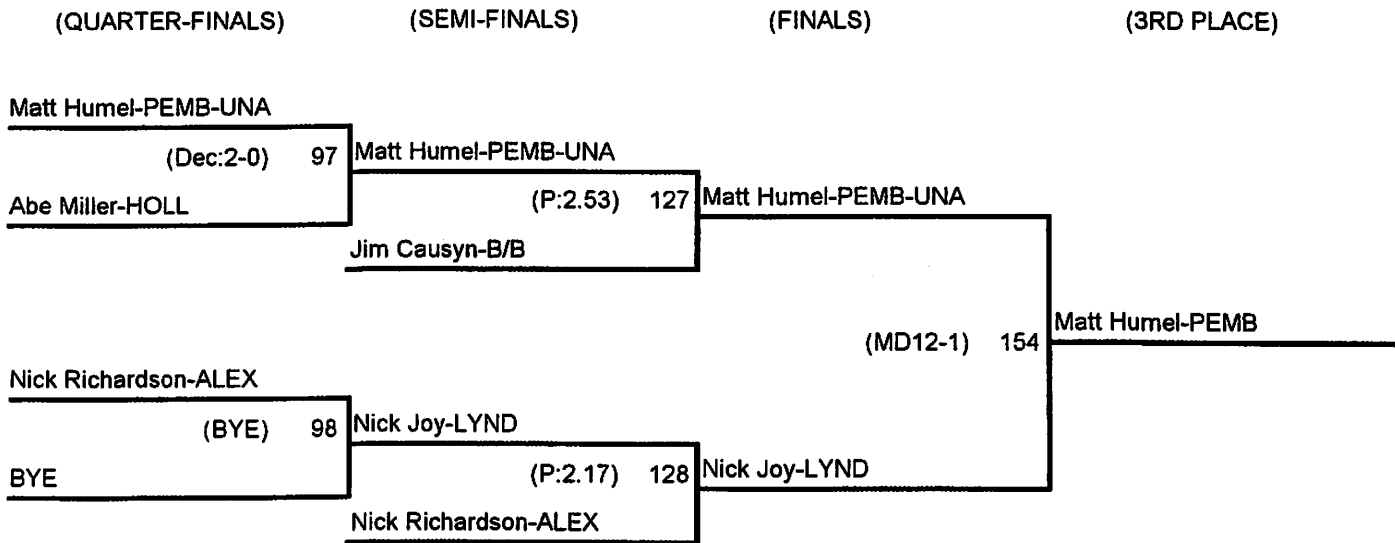 (QUARTER-FINALS) (SEMI-FINALS) (FINALS) (3RD PLACE)
Matt Humel-PEMB-UNA
(Dec:2-0) 97 Matt Humel-PEMB-UNA
Abe Miller-HOLL (P:2.53) 127 Matt Humel-PEMB-UNA
Jim Causyn-B/B
(MD12-1) 154 Matt Humel-PEMB
Nick Richardson-ALEX
(BYE) 98 Nick Joy-LYND
BYE (P:2.17) 128 Nick Joy-LYND
Nick Richardson-ALEX